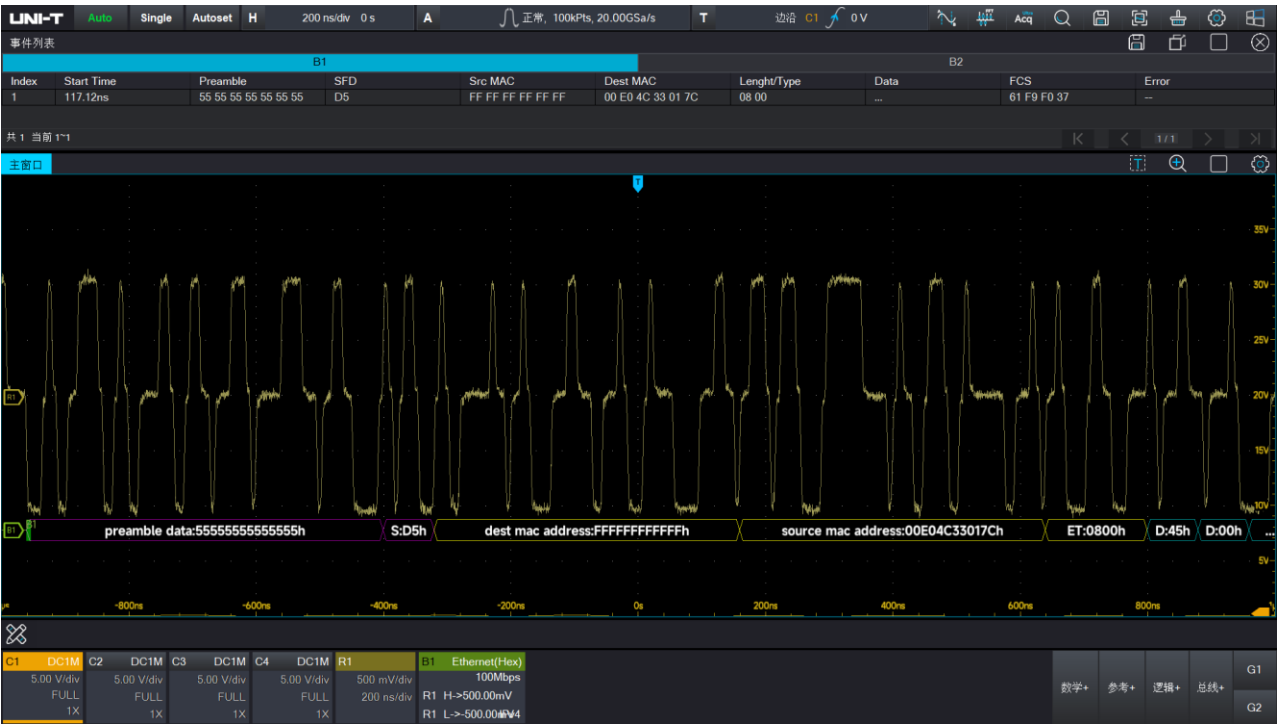 UNI-T Auto Single Autoset H 200 ns/div 0 s A 正常, 100kPts, 20.00GSa/s T 边沿 C1 0 V Acq
事件列表
B1 B2
Index Start Time Preamble SFD Src MAC Dest MAC Lenght/Type Data FCS Error
1 117.12ns 55 55 55 55 55 55 55 D5 FF FF FF FF FF FF 00 E0 4C 33 01 7C 08 00 ... 61 F9 F0 37 --
共 1 当前 1~1 1/1
主窗口 T
T
35V
30V
25V
R1 20V
15V
10V
B1 B1 preamble data:55555555555555h S:D5h dest mac address:FFFFFFFFFFFFh source mac address:00E04C33017Ch ET:0800h D:45h D:00h ...
5V
-800ns -600ns -400ns -200ns 0s 200ns 400ns 600ns 800ns
C1 DC1M C2 DC1M C3 DC1M C4 DC1M R1 B1 Ethernet(Hex)
5.00 V/div 5.00 V/div 5.00 V/div 5.00 V/div 500 mV/div 100Mbps
FULL FULL FULL FULL 200 ns/div R1 H->500.00mV
1X 1X 1X 1X R1 L->-500.00
数学+ 参考+ 逻辑+ 总线+ G1
G2